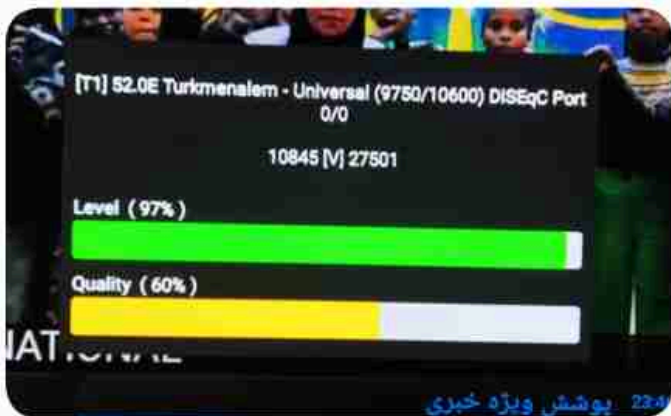 [T1] 52.0E Turkmenalem - Universal (9750/10600) DISEqC Port
0/0
10845 [V] 27501
Level ( 97% )
Quality ( 60% )
پوشش ویژه خبری